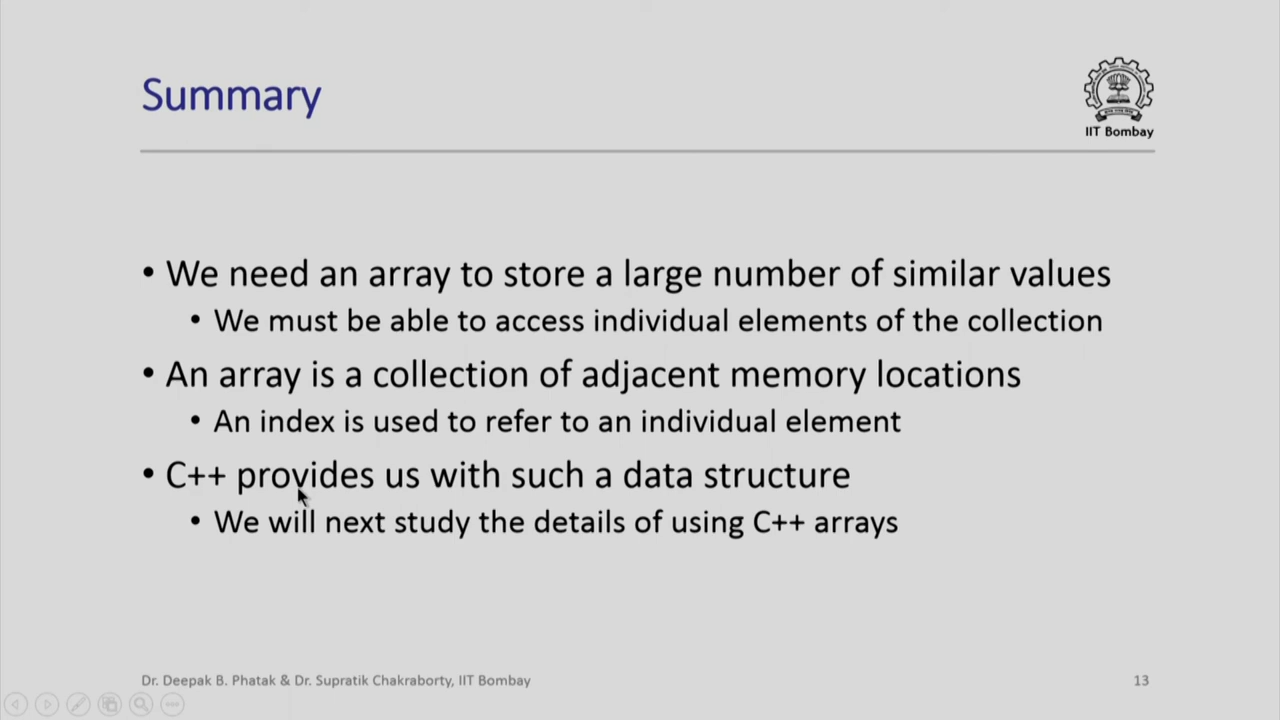 Summary
IIT Bombay
• We need an array to store a large number of similar values
• We must be able to access individual elements of the collection
• An array is a collection of adjacent memory locations
• An index is used to refer to an individual element
• C++ provides us with such a data structure
• We will next study the details of using C++ arrays
Dr. Deepak B. Phatak & Dr. Supratik Chakraborty, IIT Bombay
13